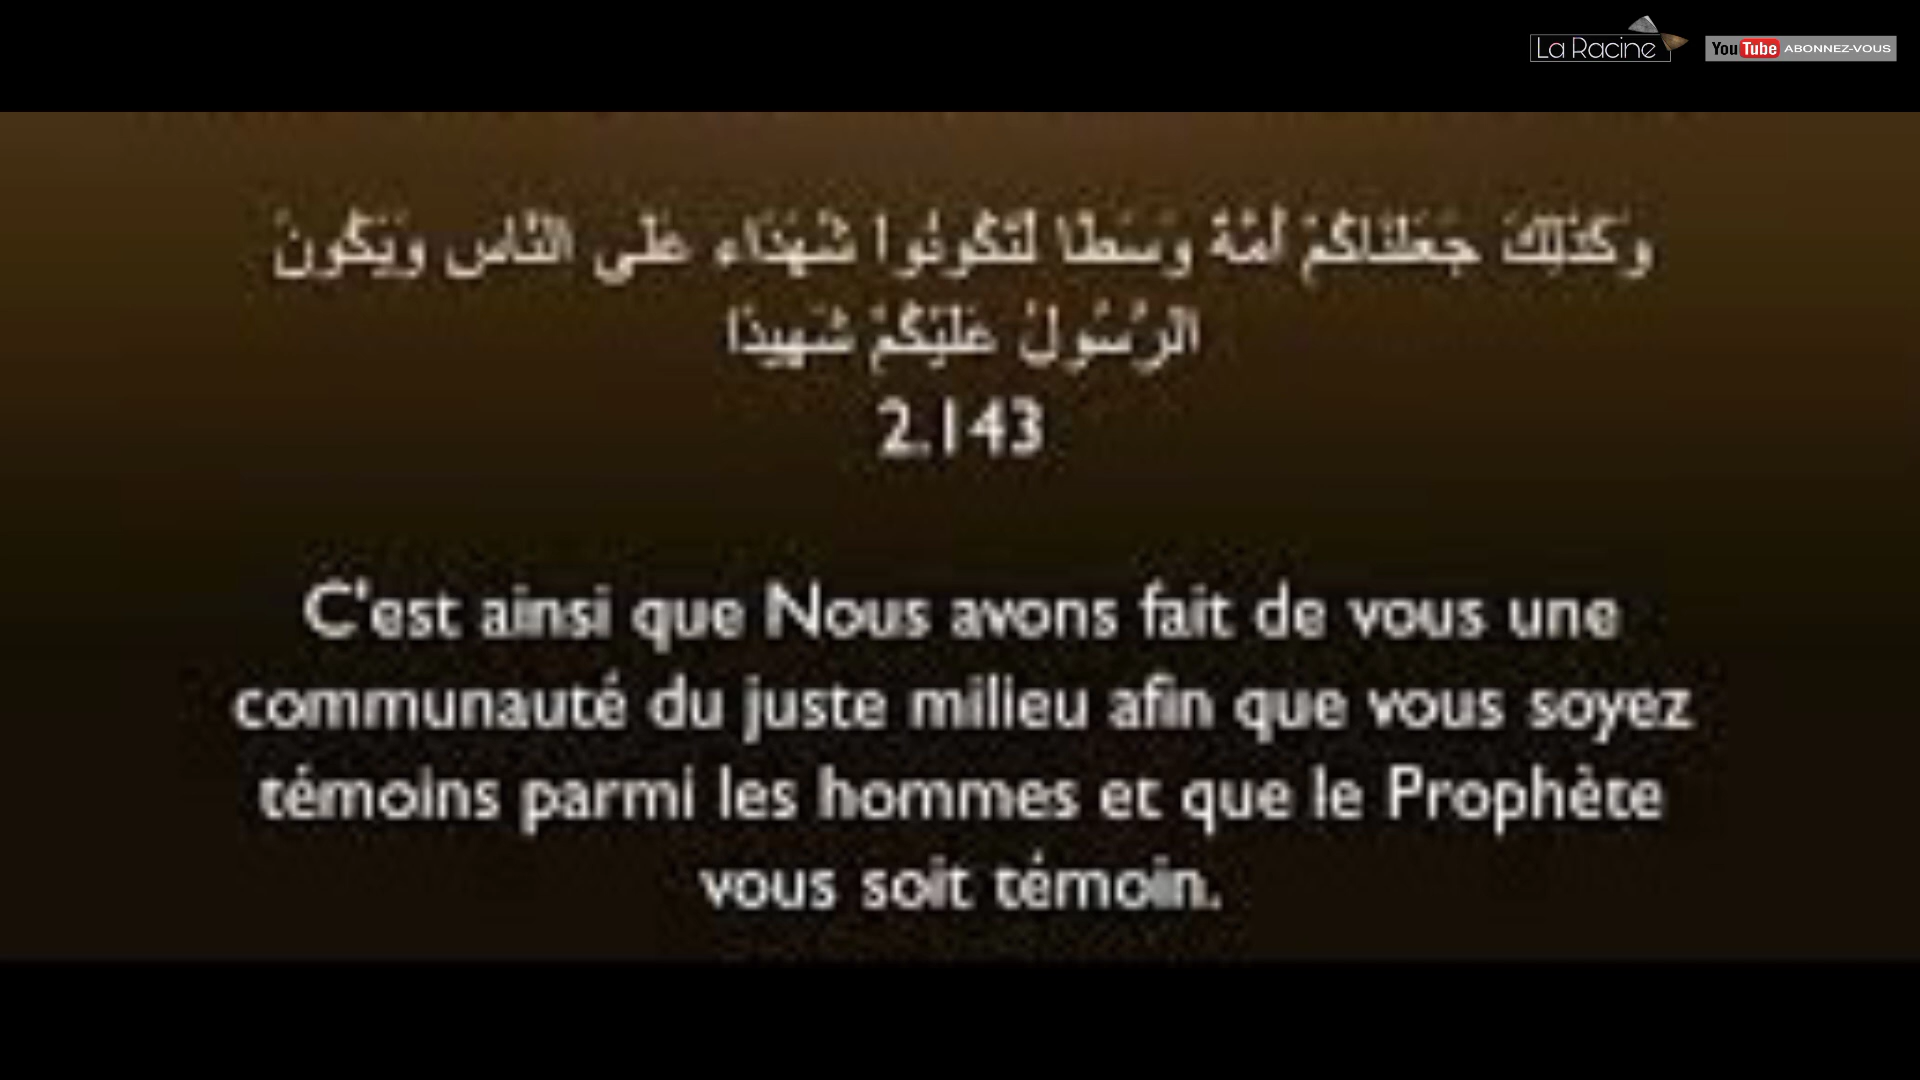 La Racine
YouTube ABONNEZ-VOUS
وَكَذَلِكَ جَعَلْنَاكُمْ أُمَّةً وَسَطًا لِّتَكُونُوا شُهَدَاء عَلَى النَّاسِ وَيَكُونَ
الرَّسُولُ عَلَيْكُمْ شَهِيدًا
2.143
C'est ainsi que Nous avons fait de vous une
communauté du juste milieu afin que vous soyez
témoins parmi les hommes et que le Prophète
vous soit témoin.